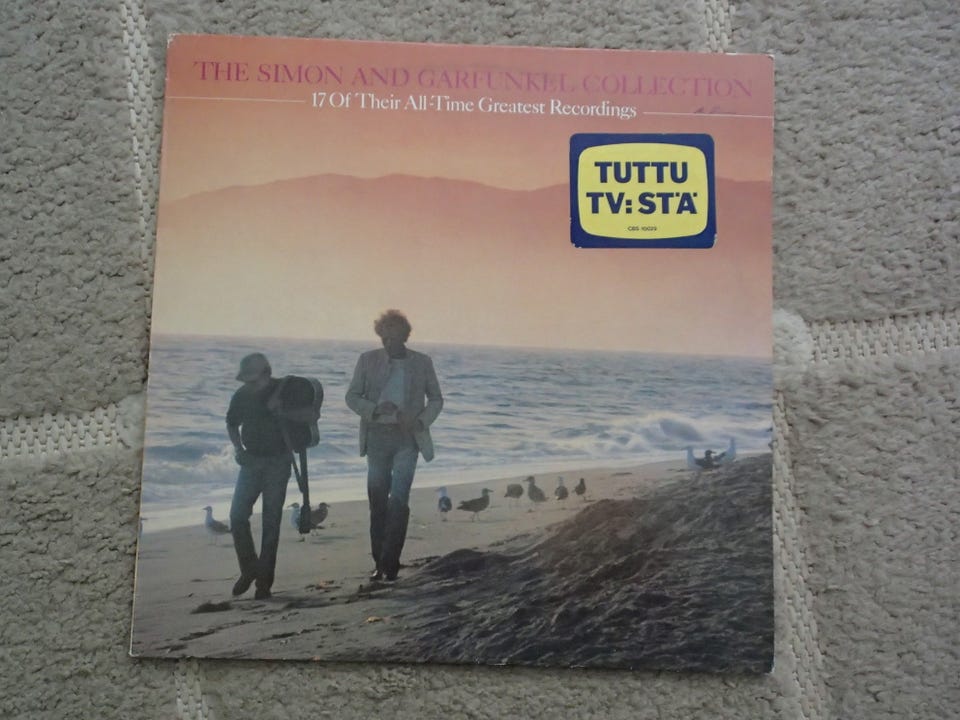 THE SIMON AND GARFUNKEL COLLECTION
17 Of Their All-Time Greatest Recordings
TUTTU
TV:STÄ
CBS 10029